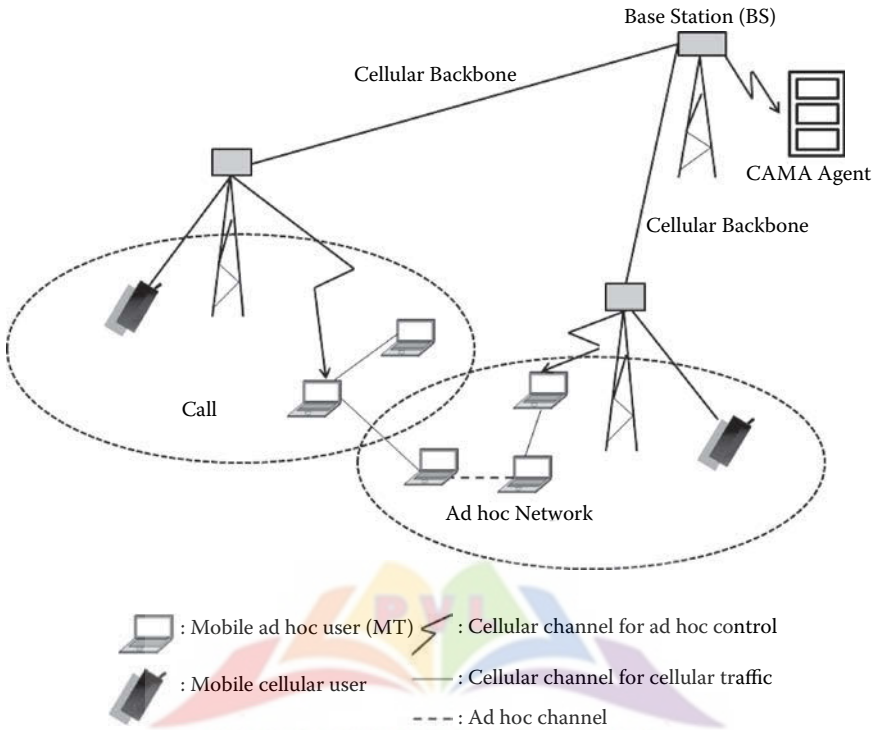 Base Station (BS)
Cellular Backbone
CAMA Agent
Cellular Backbone
Call
Ad hoc Network
PVI
: Mobile ad hoc user (MT)
: Cellular channel for ad hoc control
: Mobile cellular user
: Cellular channel for cellular traffic
: Ad hoc channel